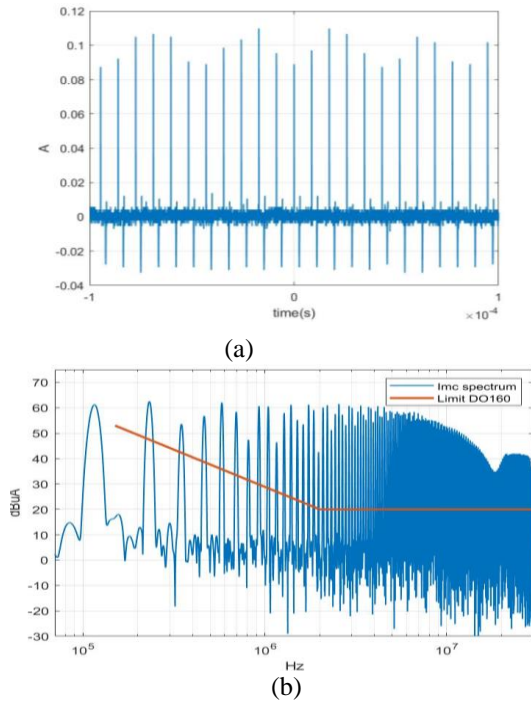 0.12
0.1
0.08
0.06
0.04
0.02
0
-0.02
-0.04
A
-1 0 1
time(s)
×10⁻⁴
(a)
70
60
50
40
30
20
10
0
-10
-20
-30
dBuA
Imc spectrum
Limit DO160
10⁵ 10⁶ 10⁷
Hz
(b)